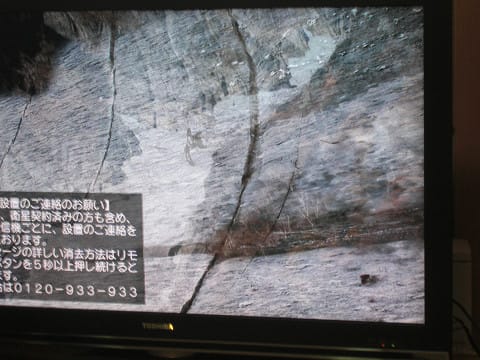 設置のご連絡のお願い】
、衛星契約済みの方も含め、
信機ごとに、設置のご連絡を
おります。
ージの詳しい消去方法はリモ
ボタンを5秒以上押し続けると
す。
は0120-933-933
TOSHIBA